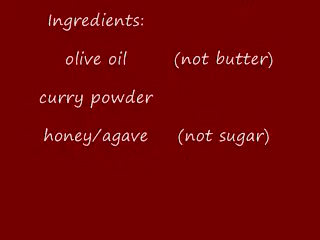 Ingredients:
olive oil (not butter)
curry powder
honey/agave (not sugar)